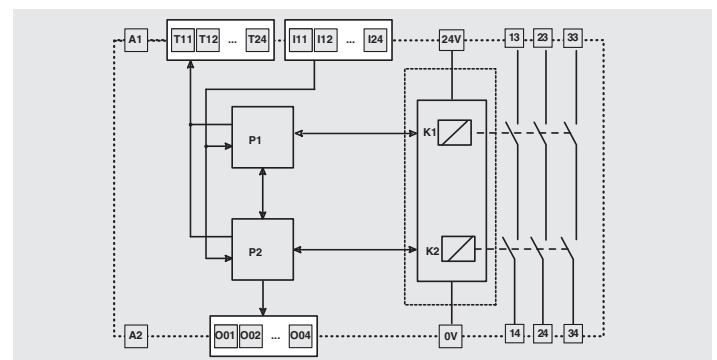 A1 T11 T12 ... T24 I11 I12 ... I24 24V 13 23 33
P1 K1
P2 K2
A2 O01 O02 ... O04 0V 14 24 34